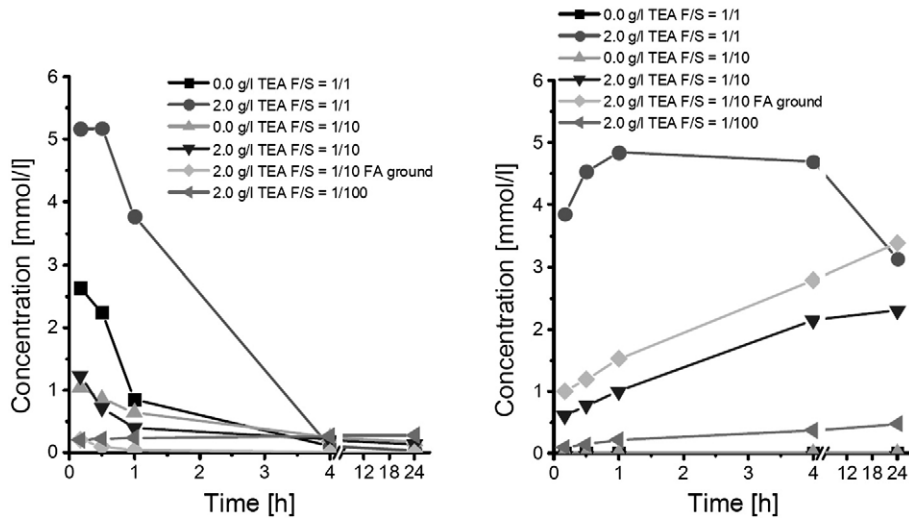 0.0 g/l TEA F/S = 1/1
2.0 g/l TEA F/S = 1/1
0.0 g/l TEA F/S = 1/10
2.0 g/l TEA F/S = 1/10
2.0 g/l TEA F/S = 1/10 FA ground
2.0 g/l TEA F/S = 1/100
6
5
4
3
2
1
0
Concentration [mmol/l]
0 1 2 3 4 12 18 24
Time [h]
0.0 g/l TEA F/S = 1/1
2.0 g/l TEA F/S = 1/1
0.0 g/l TEA F/S = 1/10
2.0 g/l TEA F/S = 1/10
2.0 g/l TEA F/S = 1/10 FA ground
2.0 g/l TEA F/S = 1/100
6
5
4
3
2
1
0
Concentration [mmol/l]
0 1 2 3 4 12 18 24
Time [h]